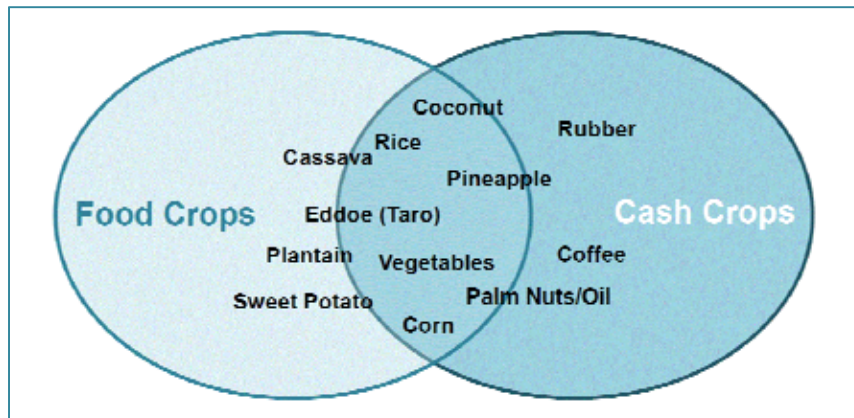 Coconut
Rubber
Rice
Cassava
Pineapple
Food Crops
Eddoe (Taro)
Cash Crops
Plantain
Vegetables
Coffee
Sweet Potato
Palm Nuts/Oil
Corn